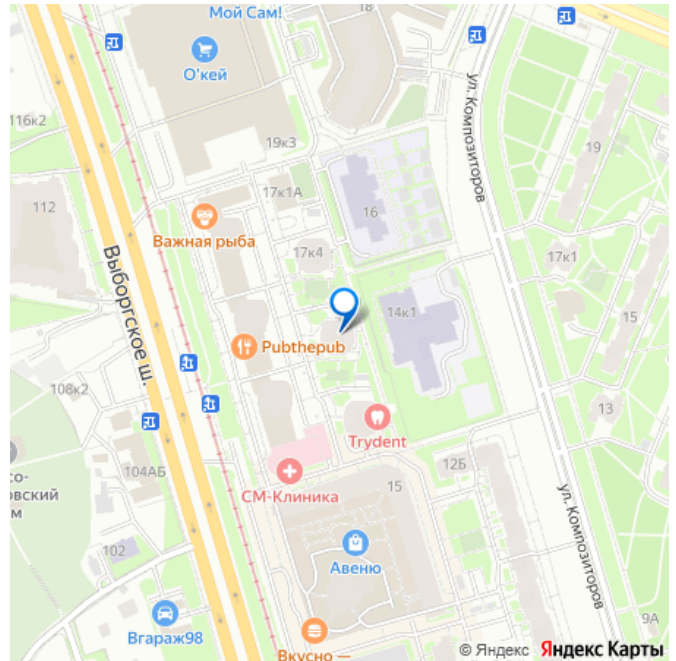 Мой Сам!
18
О'кей
116к2
19к3
ул. Композиторов
19
17к1А
112
16
Важная рыба
17к4
17к1
Выборгское ш.
14к1
15
Pubthepub
108к2
13
Trydent
со-
104АБ
12Б
овский
СМ-Клиника
15
м
ул. Композиторов
102
Авеню
Вгараж98
9А
Вкусно —
© Яндекс Яндекс Карты